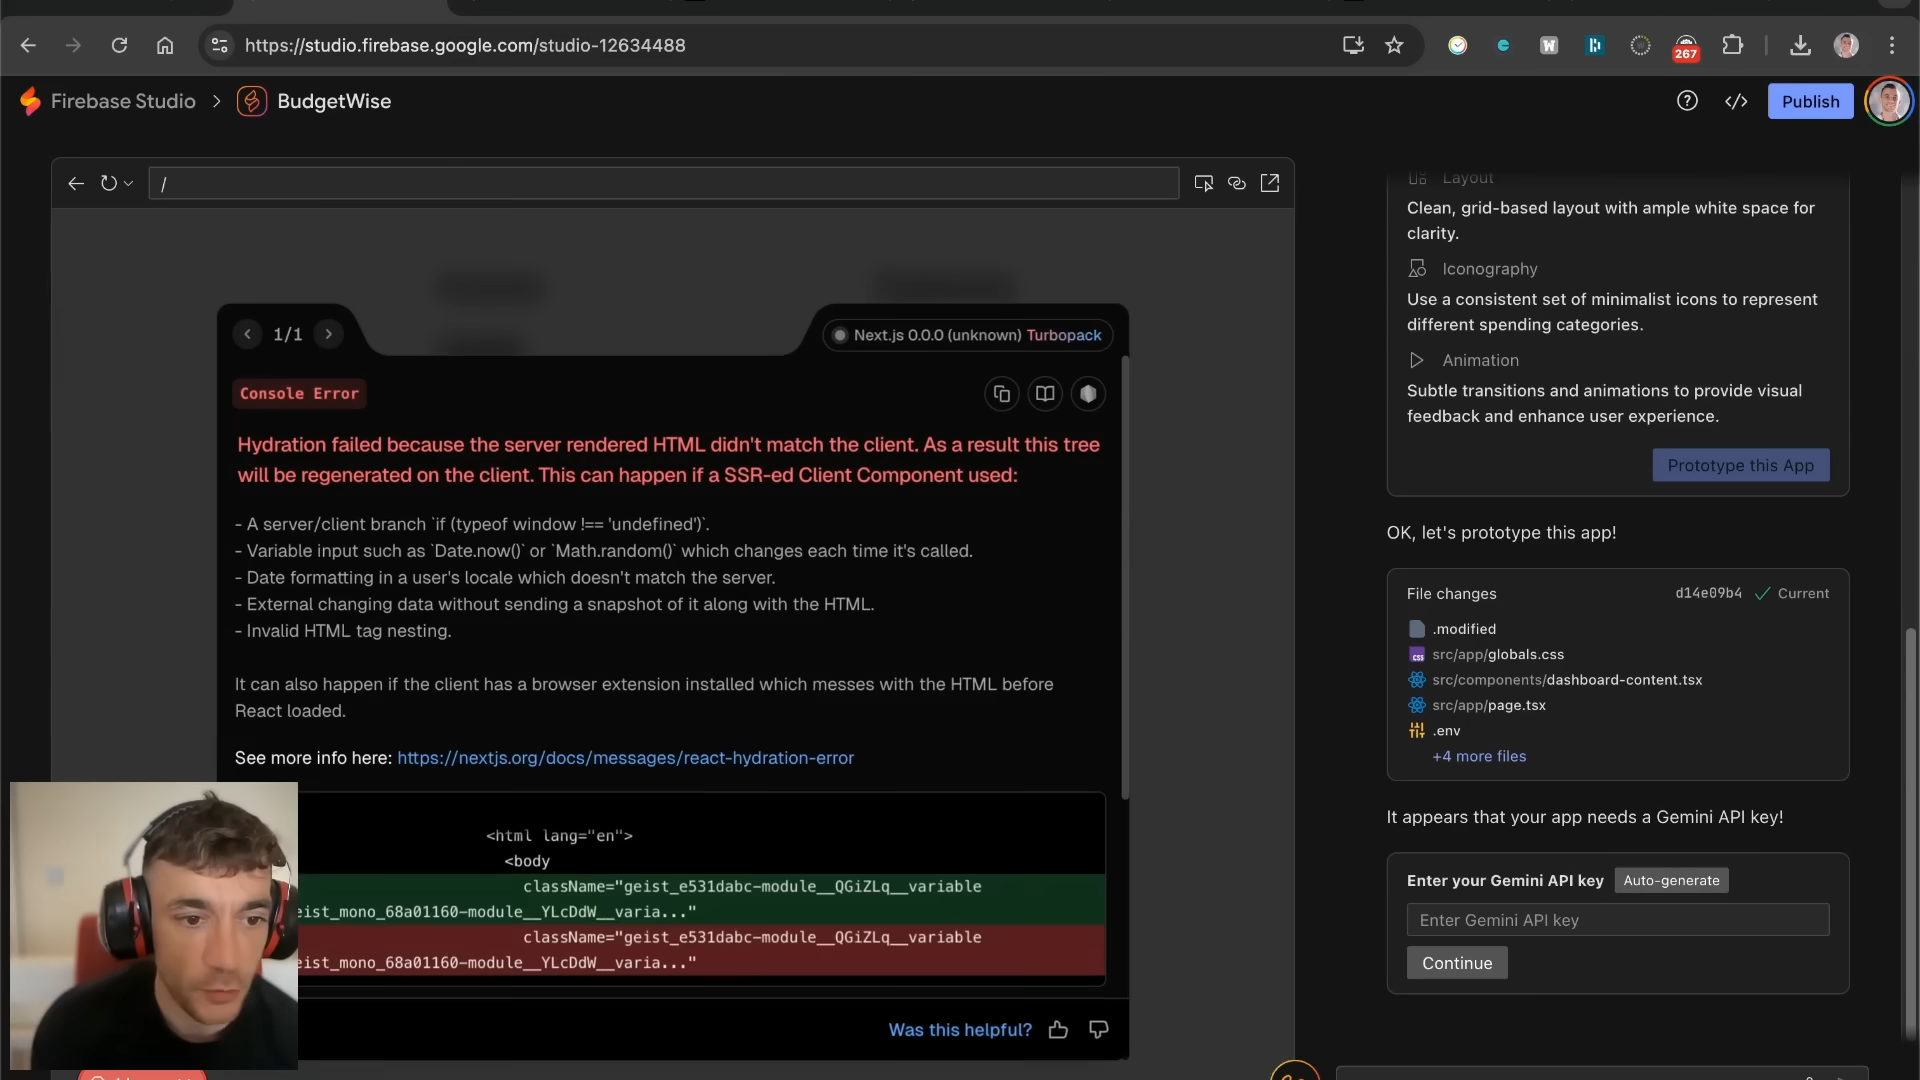 https://studio.firebase.google.com/studio-12634488
W
267
Firebase Studio > BudgetWise
</>
Publish
/
1/1
Next.js 0.0.0 (unknown) Turbopack
Console Error
Hydration failed because the server rendered HTML didn't match the client. As a result this tree
will be regenerated on the client. This can happen if a SSR-ed Client Component used:
- A server/client branch `if (typeof window !== 'undefined')`.
- Variable input such as `Date.now()` or `Math.random()` which changes each time it's called.
- Date formatting in a user's locale which doesn't match the server.
- External changing data without sending a snapshot of it along with the HTML.
- Invalid HTML tag nesting.
It can also happen if the client has a browser extension installed which messes with the HTML before
React loaded.
See more info here: https://nextjs.org/docs/messages/react-hydration-error
<html lang="en">
<body
className="geist_e531dabc-module__QGiZLq__variable
eist_mono_68a01160-module__YLcDdW__varia..."
className="geist_e531dabc-module__QGiZLq__variable
eist_mono_68a01160-module__YLcDdW__varia..."
Was this helpful?
Layout
Clean, grid-based layout with ample white space for
clarity.
Iconography
Use a consistent set of minimalist icons to represent
different spending categories.
Animation
Subtle transitions and animations to provide visual
feedback and enhance user experience.
Prototype this App
OK, let's prototype this app!
File changes d14e09b4 Current
.modified
css src/app/globals.css
src/components/dashboard-content.tsx
src/app/page.tsx
.env
+4 more files
It appears that your app needs a Gemini API key!
Enter your Gemini API key Auto-generate
Enter Gemini API key
Continue